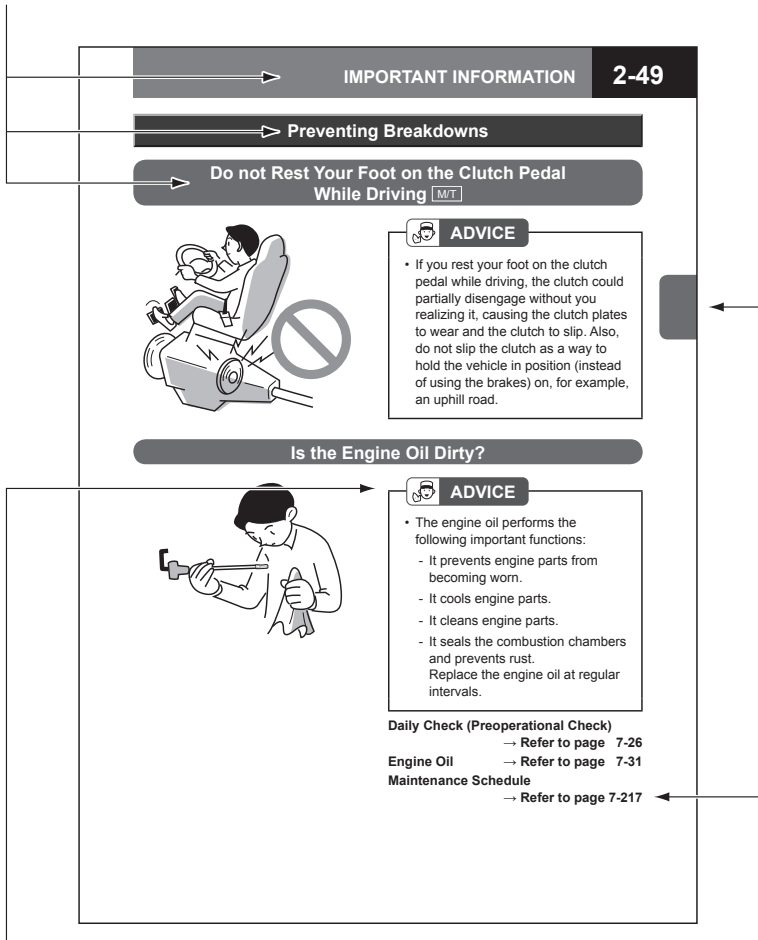 IMPORTANT INFORMATION 2-49
Preventing Breakdowns
Do not Rest Your Foot on the Clutch Pedal
While Driving M/T
ADVICE
• If you rest your foot on the clutch
pedal while driving, the clutch could
partially disengage without you
realizing it, causing the clutch plates
to wear and the clutch to slip. Also,
do not slip the clutch as a way to
hold the vehicle in position (instead
of using the brakes) on, for example,
an uphill road.
Is the Engine Oil Dirty?
ADVICE
• The engine oil performs the
following important functions:
- It prevents engine parts from
becoming worn.
- It cools engine parts.
- It cleans engine parts.
- It seals the combustion chambers
and prevents rust.
Replace the engine oil at regular
intervals.
Daily Check (Preoperational Check)
→ Refer to page 7-26
Engine Oil → Refer to page 7-31
Maintenance Schedule
→ Refer to page 7-217